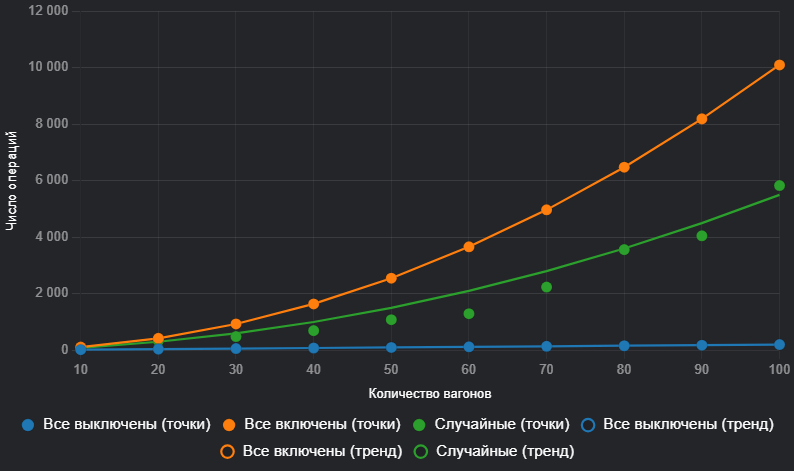 12 000
10 000
8 000
6 000
4 000
2 000
0
Число операций
10 20 30 40 50 60 70 80 90 100
Количество вагонов
Все выключены (точки) Все включены (точки) Случайные (точки) Все выключены (тренд)
Все включены (тренд) Случайные (тренд)